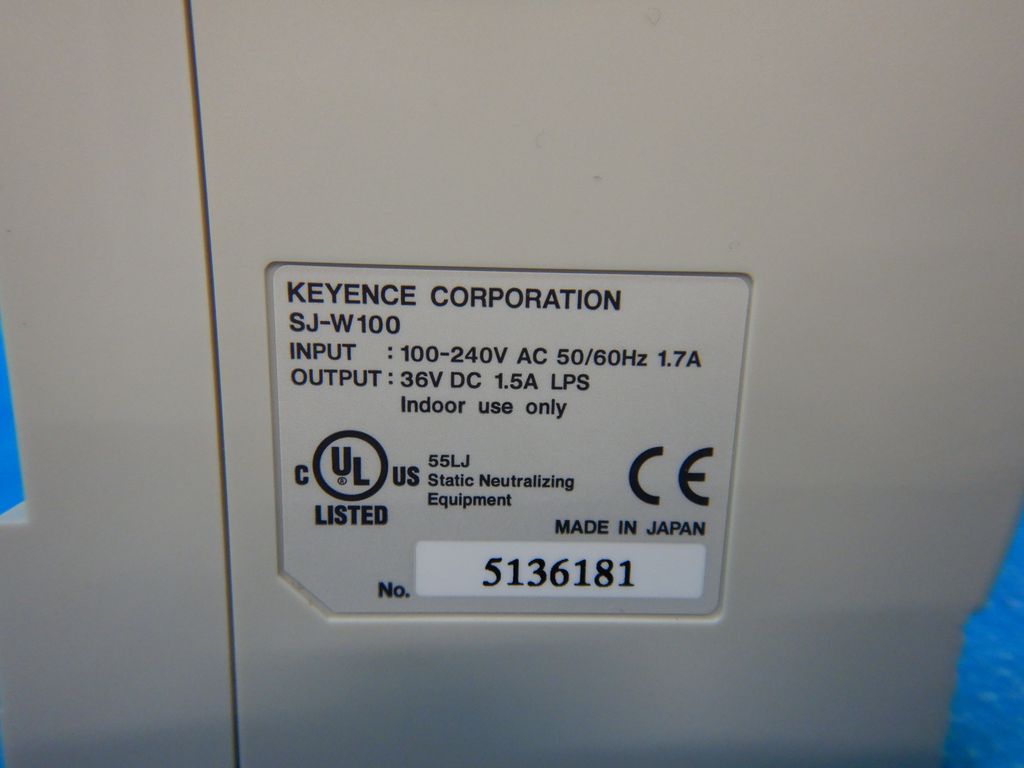 KEYENCE CORPORATION
SJ-W100
INPUT : 100-240V AC 50/60Hz 1.7A
OUTPUT : 36V DC 1.5A LPS
Indoor use only
C UL ® US LISTED
55LJ
Static Neutralizing
Equipment
CE
MADE IN JAPAN
No. 5136181